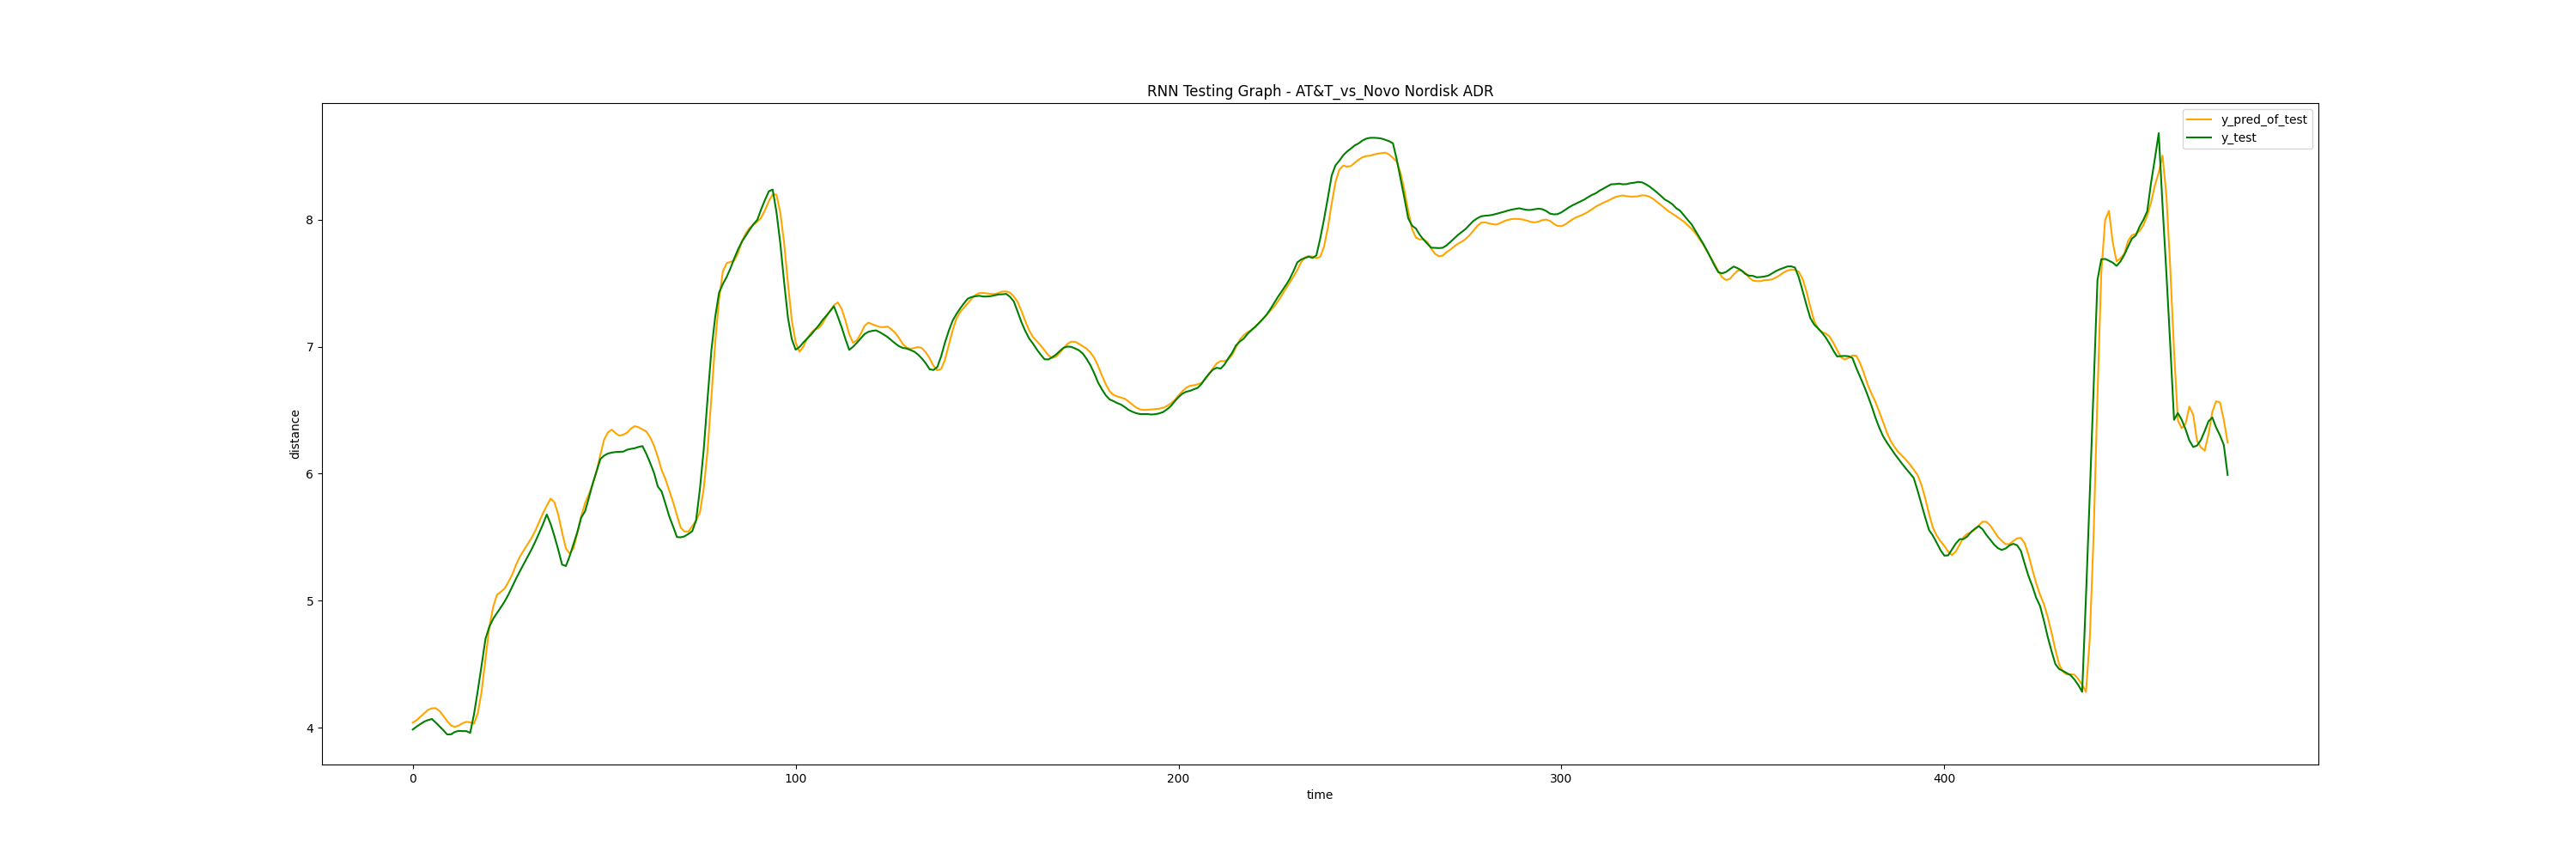 RNN Testing Graph - AT&T_vs_Novo Nordisk ADR
y_pred_of_test
y_test
8
7
6
5
4
distance
0 100 200 300 400
time